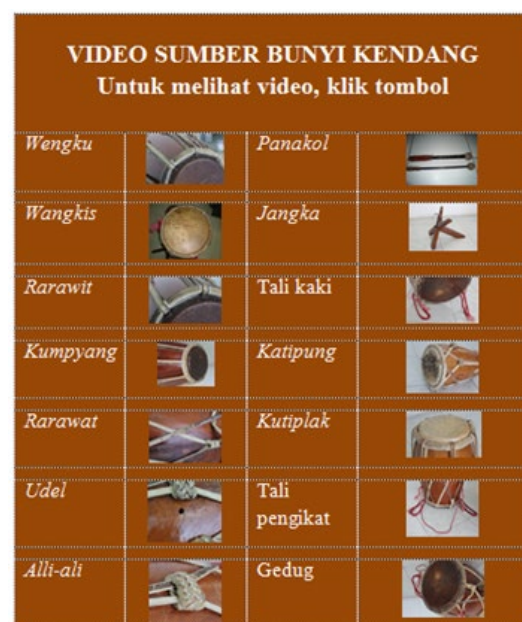 VIDEO SUMBER BUNYI KENDANG
Untuk melihat video, klik tombol
Wengku
Panakol
Wangkis
Jangka
Rarawit
Tali kaki
Kumpyang
Katipung
Rarawat
Kutiplak
Udel
Tali
pengikat
Alli-ali
Gedug